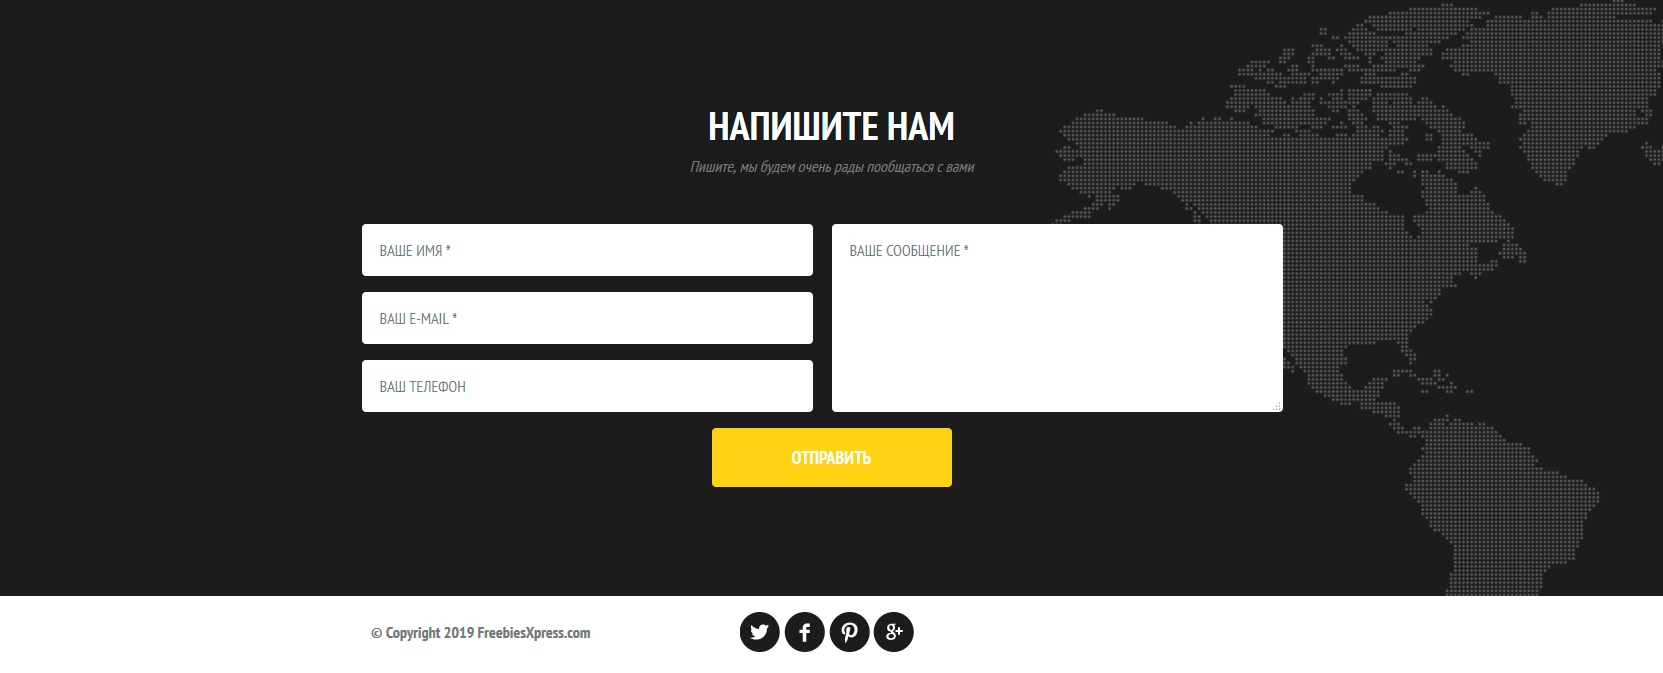 НАПИШИТЕ НАМ
Пишите, мы будем очень рады пообщаться с вами
ВАШЕ ИМЯ *
ВАШ E-MAIL *
ВАШ ТЕЛЕФОН
ВАШЕ СООБЩЕНИЕ *
ОТПРАВИТЬ
© Copyright 2019 FreebiesXpress.com